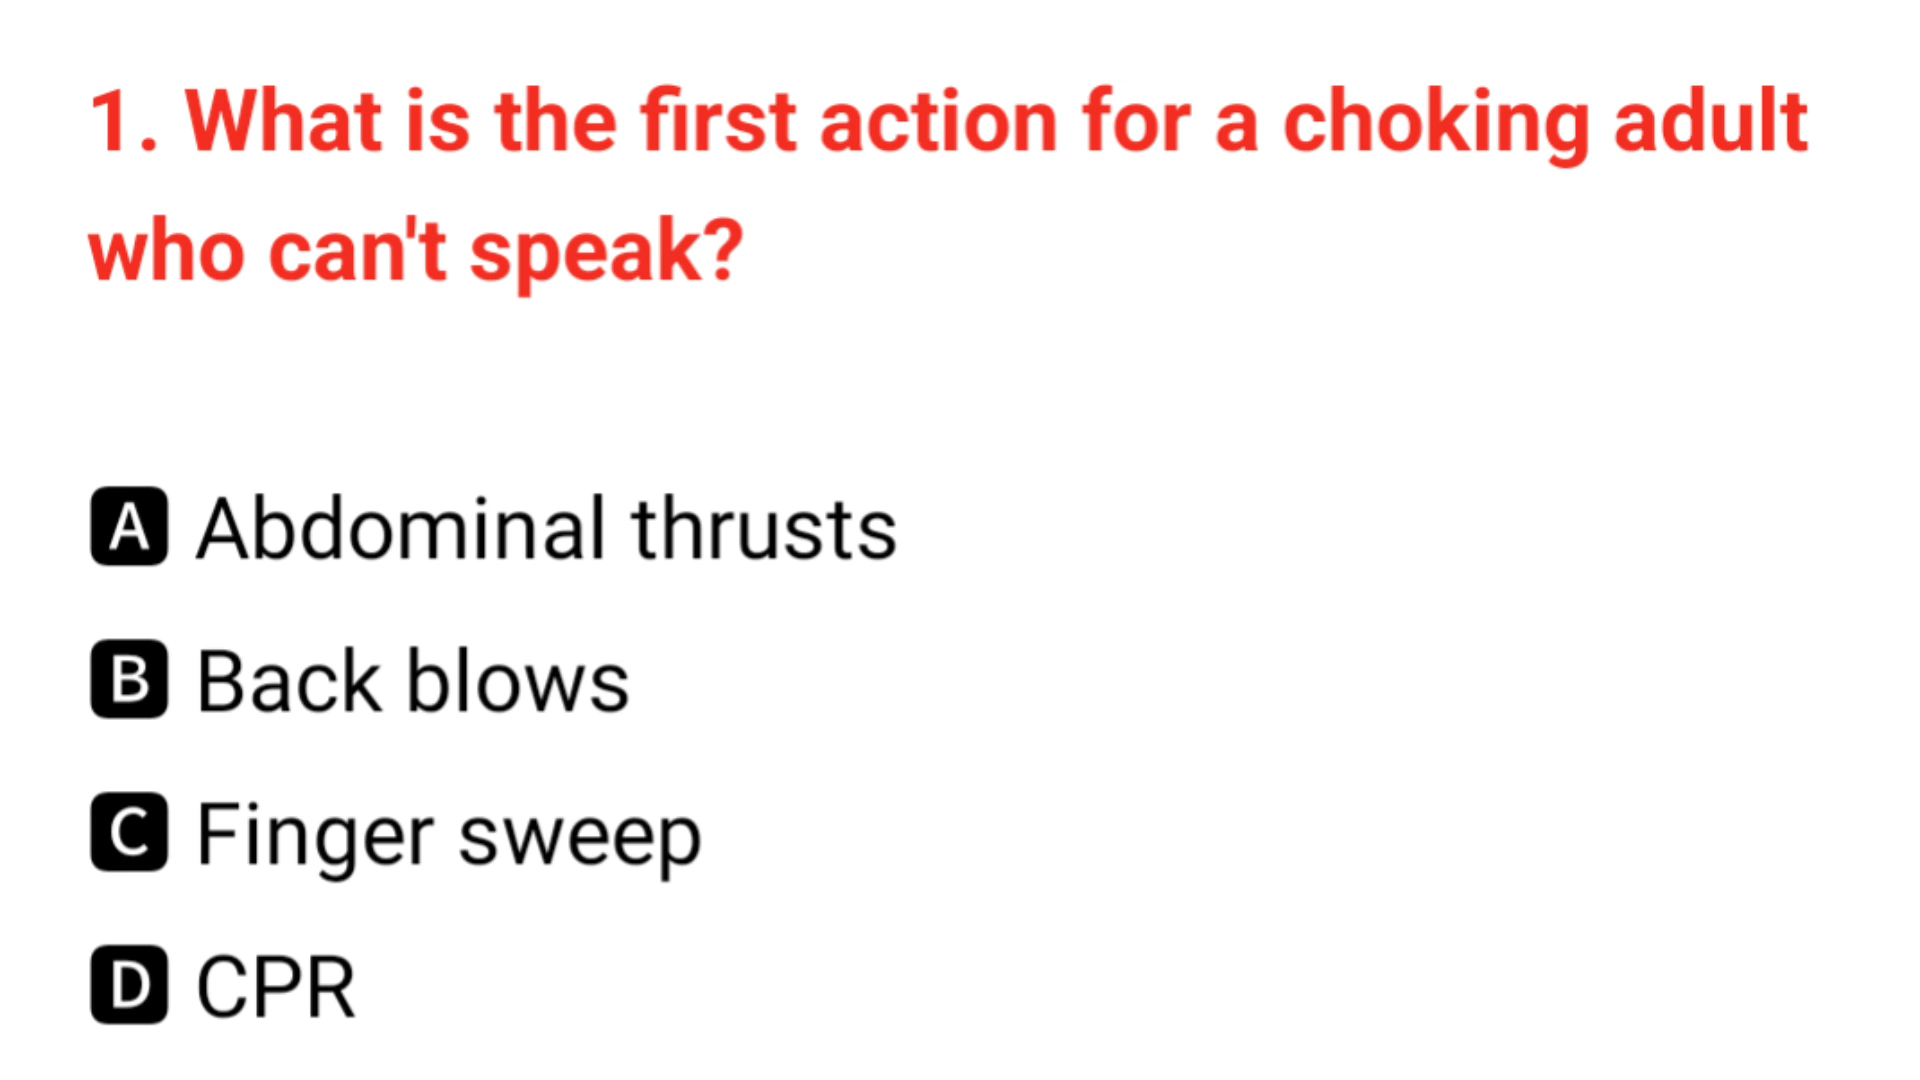 1. What is the first action for a choking adult
who can't speak?
A Abdominal thrusts
B Back blows
C Finger sweep
D CPR